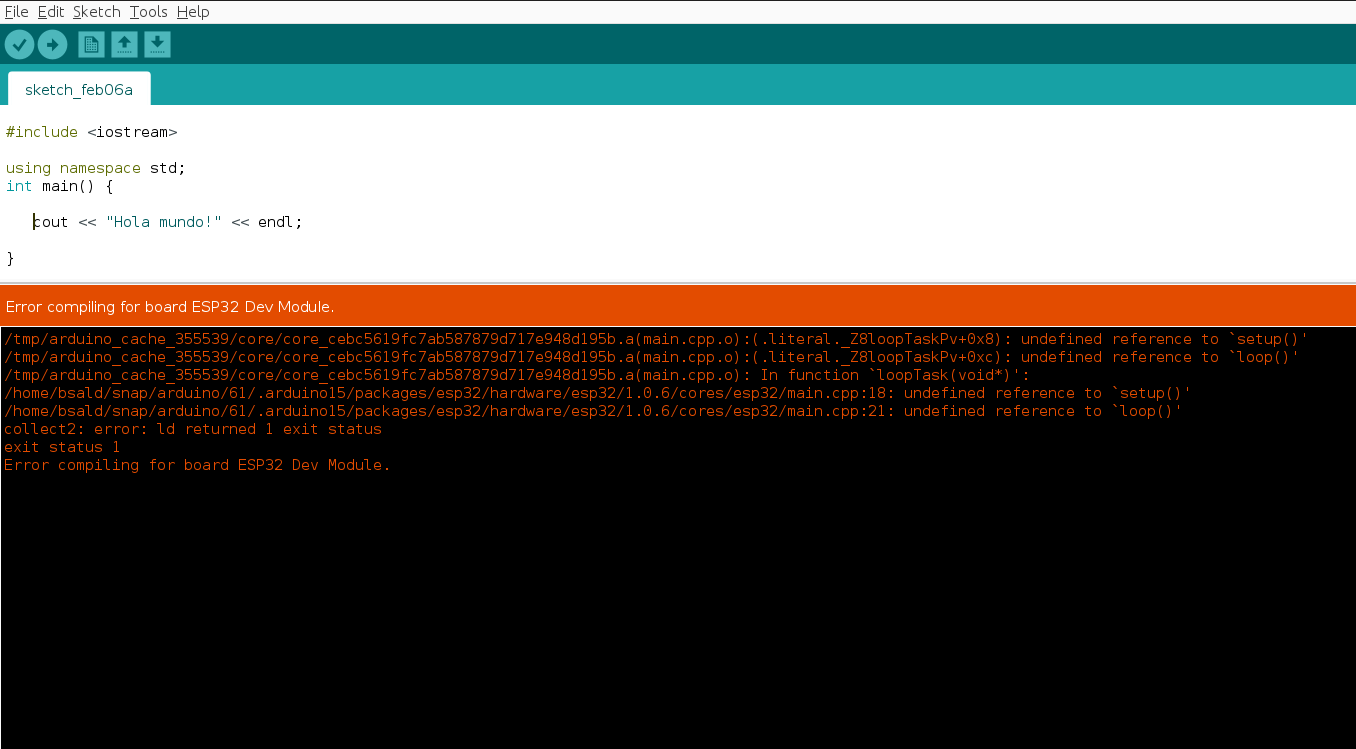 File Edit Sketch Tools Help
sketch_feb06a
#include <iostream>
using namespace std;
int main() {
cout << "Hola mundo!" << endl;
}
Error compiling for board ESP32 Dev Module.
/tmp/arduino_cache_355539/core/core_cebc5619fc7ab587879d717e948d195b.a(main.cpp.o):(.literal._Z8loopTaskPv+0x8): undefined reference to `setup()'
/tmp/arduino_cache_355539/core/core_cebc5619fc7ab587879d717e948d195b.a(main.cpp.o):(.literal._Z8loopTaskPv+0xc): undefined reference to `loop()'
/tmp/arduino_cache_355539/core/core_cebc5619fc7ab587879d717e948d195b.a(main.cpp.o): In function `loopTask(void*)':
/home/bsald/snap/arduino/61/.arduino15/packages/esp32/hardware/esp32/1.0.6/cores/esp32/main.cpp:18: undefined reference to `setup()'
/home/bsald/snap/arduino/61/.arduino15/packages/esp32/hardware/esp32/1.0.6/cores/esp32/main.cpp:21: undefined reference to `loop()'
collect2: error: ld returned 1 exit status
exit status 1
Error compiling for board ESP32 Dev Module.